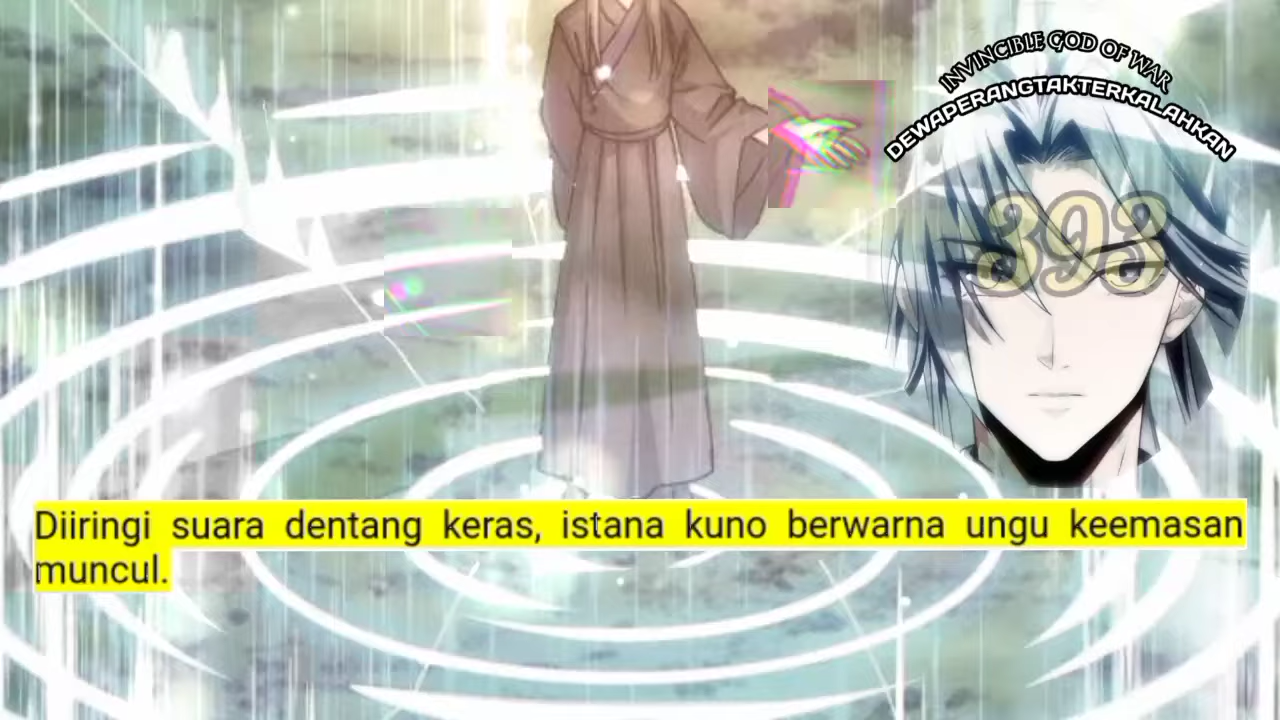 INVINCIBLE GOD OF WAR
DEWAPERANGTAKTERKALAHKAN
393
Diiringi suara dentang keras, istana kuno berwarna ungu keemasan
muncul.